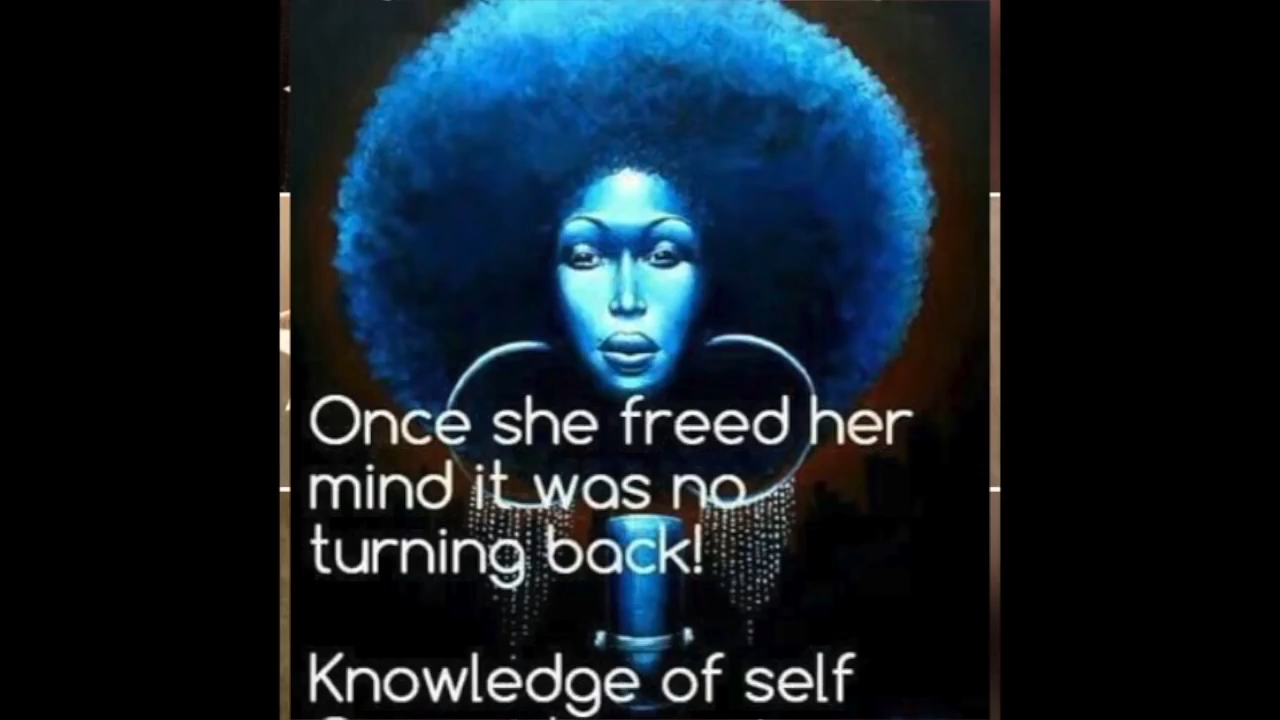 Once she freed her
mind it was no
turning back!
Knowledge of self